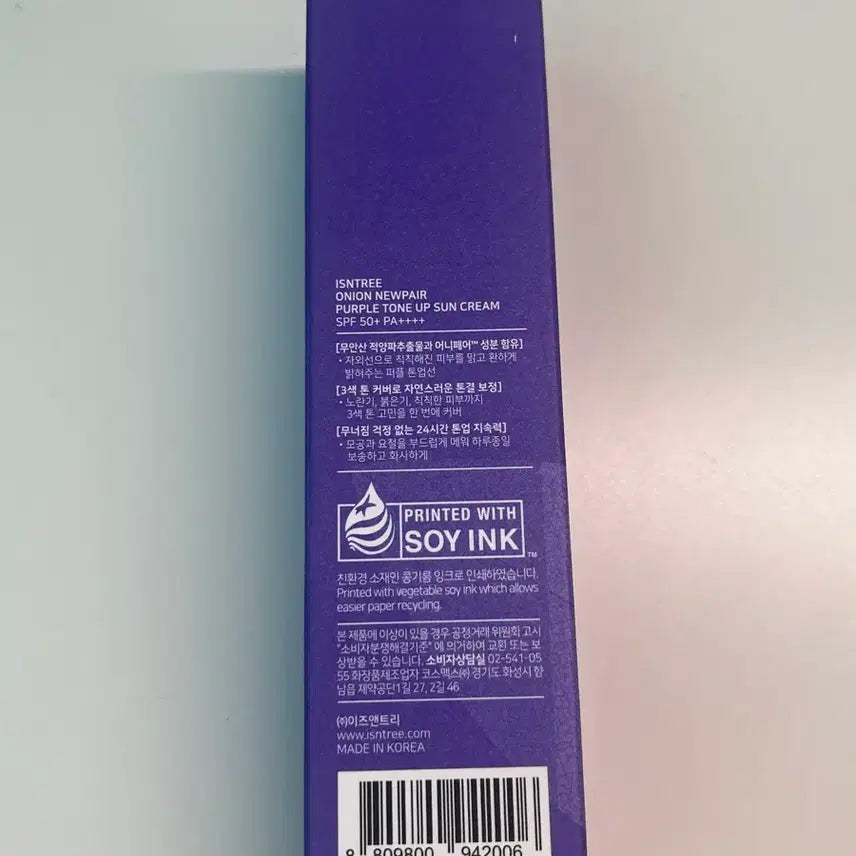 ISNTREE
ONION NEWPAIR
PURPLE TONE UP SUN CREAM
SPF 50+ PA++++
[무안산 적양파추출물과 어니페어™ 성분 함유]
• 자외선으로 칙칙해진 피부를 맑고 환하게
밝혀주는 퍼플 톤업선
[3색 톤 커버로 자연스러운 톤결 보정]
• 노란기, 붉은기, 칙칙한 피부까지
3색 톤 고민을 한 번에 커버
[무너짐 걱정 없는 24시간 톤업 지속력]
• 모공과 요철을 부드럽게 메워 하루종일
보송하고 화사하게
PRINTED WITH
SOY INK™
친환경 소재인 콩기름 잉크로 인쇄하였습니다.
Printed with vegetable soy ink which allows
easier paper recycling.
본 제품에 이상이 있을 경우 공정거래 위원회 고시
"소비자분쟁해결기준" 에 의거하여 교환 또는 보
상받을 수 있습니다. 소비자상담실 02-541-05
55 화장품제조업자 코스맥스㈜ 경기도 화성시 향
남읍 제약공단1길 27, 2길 46
㈜이즈앤트리
www.isntree.com
MADE IN KOREA
8 809800 942006